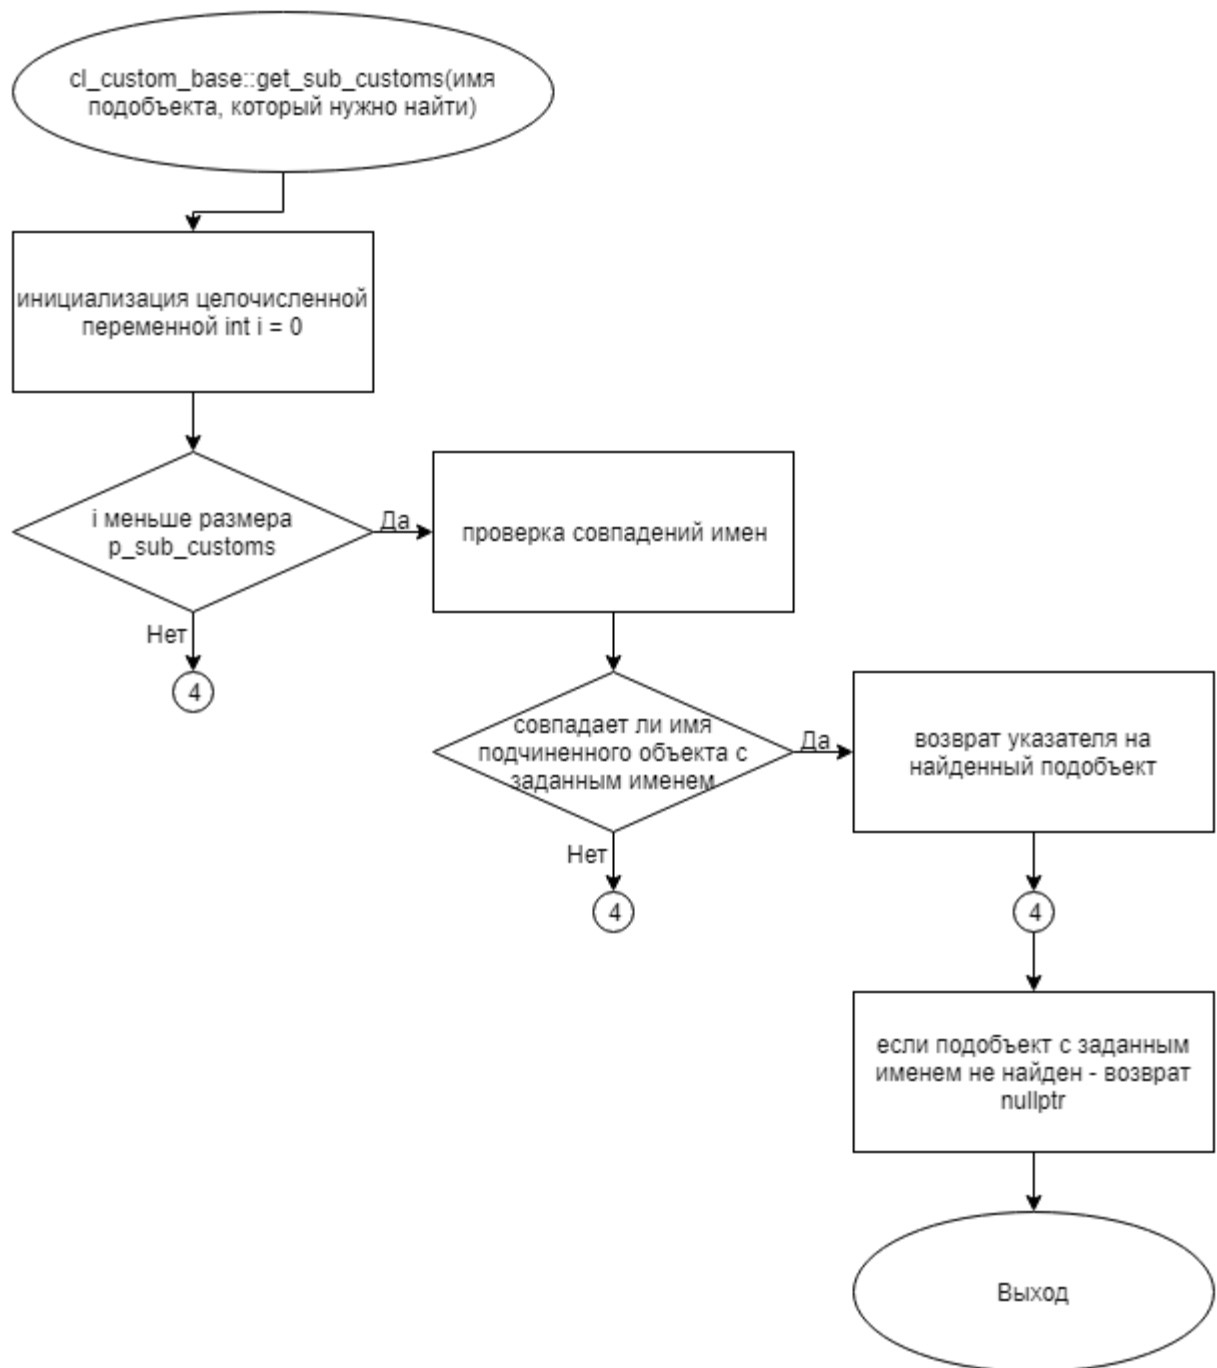 cl_custom_base::get_sub_customs(имя
подобъекта, который нужно найти)
инициализация целочисленной
переменной int i = 0
i меньше размера
p_sub_customs
Да
проверка совпадений имен
Нет
4
совпадает ли имя
подчиненного объекта с
заданным именем
Да
возврат указателя на
найденный подобъект
Нет
4
4
если подобъект с заданным
именем не найден - возврат
nullptr
Выход